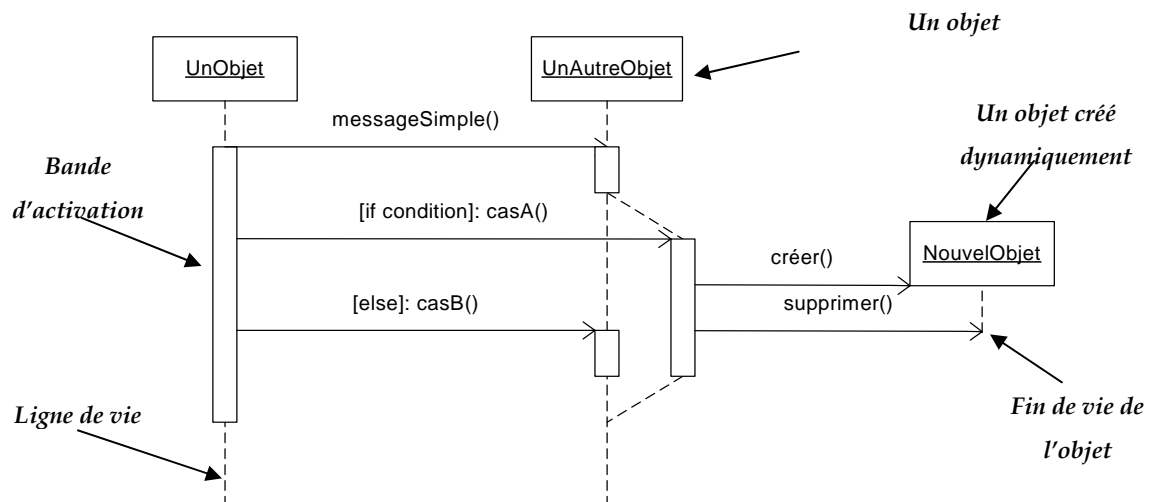 Un objet
UnObjet
UnAutreObjet
messageSimple()
Un objet créé
dynamiquement
Bande
d'activation
[if condition]: casA()
créer()
NouvelObjet
[else]: casB()
supprimer()
Ligne de vie
Fin de vie de
l'objet